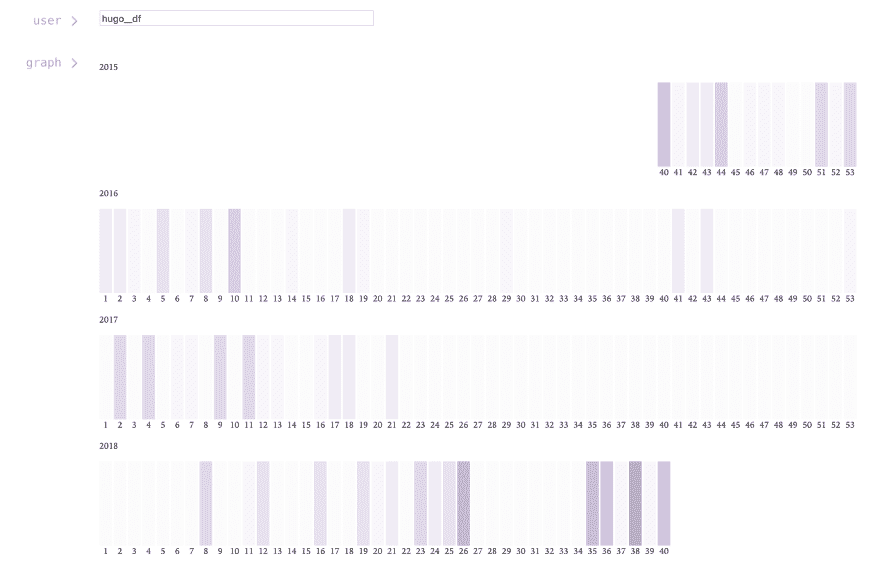 user >
hugo__df
graph >
2015
40 41 42 43 44 45 46 47 48 49 50 51 52 53
2016
1 2 3 4 5 6 7 8 9 10 11 12 13 14 15 16 17 18 19 20 21 22 23 24 25 26 27 28 29 30 31 32 33 34 35 36 37 38 39 40 41 42 43 44 45 46 47 48 49 50 51 52 53
2017
1 2 3 4 5 6 7 8 9 10 11 12 13 14 15 16 17 18 19 20 21 22 23 24 25 26 27 28 29 30 31 32 33 34 35 36 37 38 39 40 41 42 43 44 45 46 47 48 49 50 51 52 53
2018
1 2 3 4 5 6 7 8 9 10 11 12 13 14 15 16 17 18 19 20 21 22 23 24 25 26 27 28 29 30 31 32 33 34 35 36 37 38 39 40